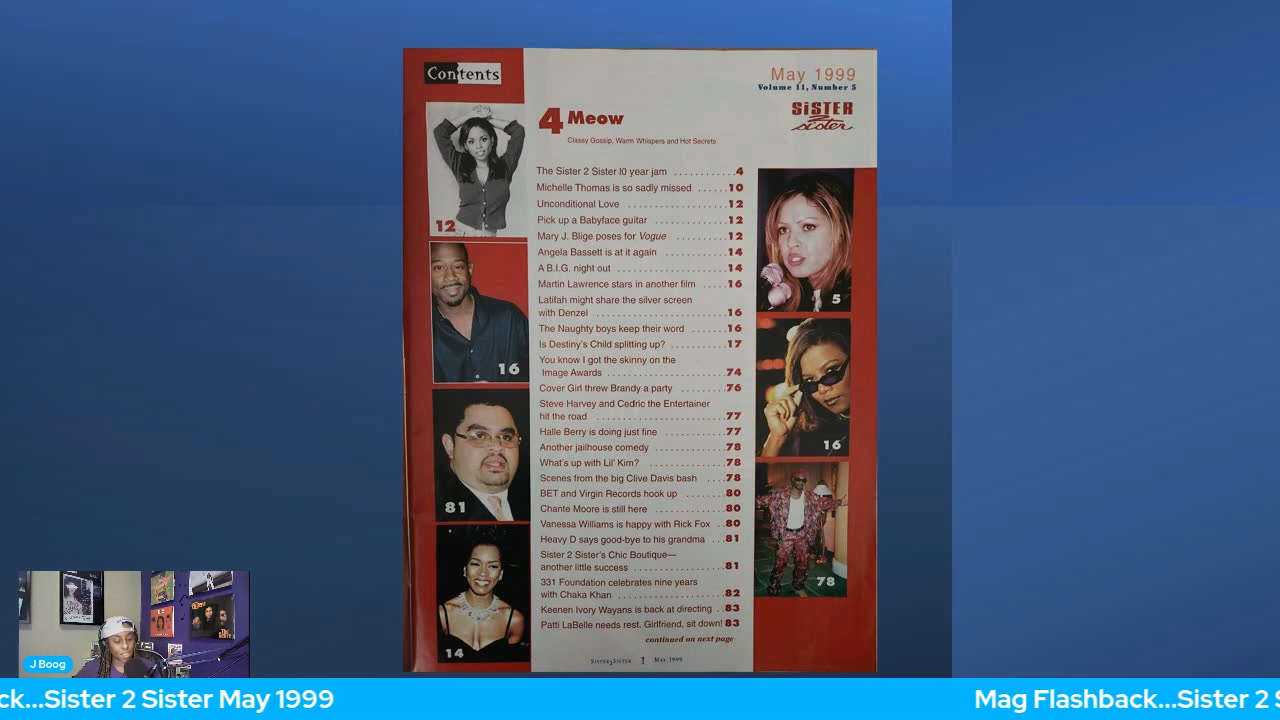 Contents
May 1999
Volume 11, Number 5
SiSTER
2
sister
4 Meow
Classy Gossip, Warm Whispers and Hot Secrets
The Sister 2 Sister 10 year jam . . . . . . . . . . . .4
Michelle Thomas is so sadly missed . . . . . .10
Unconditional Love . . . . . . . . . . . . . . . . . . .12
Pick up a Babyface guitar . . . . . . . . . . . . . . .12
Mary J. Blige poses for Vogue . . . . . . . . . .12
Angela Bassett is at it again . . . . . . . . . . . . .14
A B.I.G. night out . . . . . . . . . . . . . . . . . . . .14
Martin Lawrence stars in another film . . . . .16
Latifah might share the silver screen
with Denzel . . . . . . . . . . . . . . . . . . . . . . . .16
The Naughty boys keep their word . . . . . . .16
Is Destiny's Child splitting up? . . . . . . . . . . .17
You know I got the skinny on the
Image Awards . . . . . . . . . . . . . . . . . . . . . .74
Cover Girl threw Brandy a party . . . . . . . . .76
Steve Harvey and Cedric the Entertainer
hit the road . . . . . . . . . . . . . . . . . . . . . . . .77
Halle Berry is doing just fine . . . . . . . . . . . .77
Another jailhouse comedy . . . . . . . . . . . . .78
What's up with Lil' Kim? . . . . . . . . . . . . . . .78
Scenes from the big Clive Davis bash . . . .78
BET and Virgin Records hook up . . . . . . . .80
Chante Moore is still here . . . . . . . . . . . . . .80
Vanessa Williams is happy with Rick Fox . .80
Heavy D says good-bye to his grandma . . .81
Sister 2 Sister's Chic Boutique—
another little success . . . . . . . . . . . . . . . . .81
331 Foundation celebrates nine years
with Chaka Khan . . . . . . . . . . . . . . . . . . . .82
Keenen Ivory Wayans is back at directing . .83
Patti LaBelle needs rest. Girlfriend, sit down! 83
continued on next page
SISTER2SISTER 1 May 1999
12
16
81
14
5
16
78
J Boog
ck...Sister 2 Sister May 1999
Mag Flashback...Sister 2 S